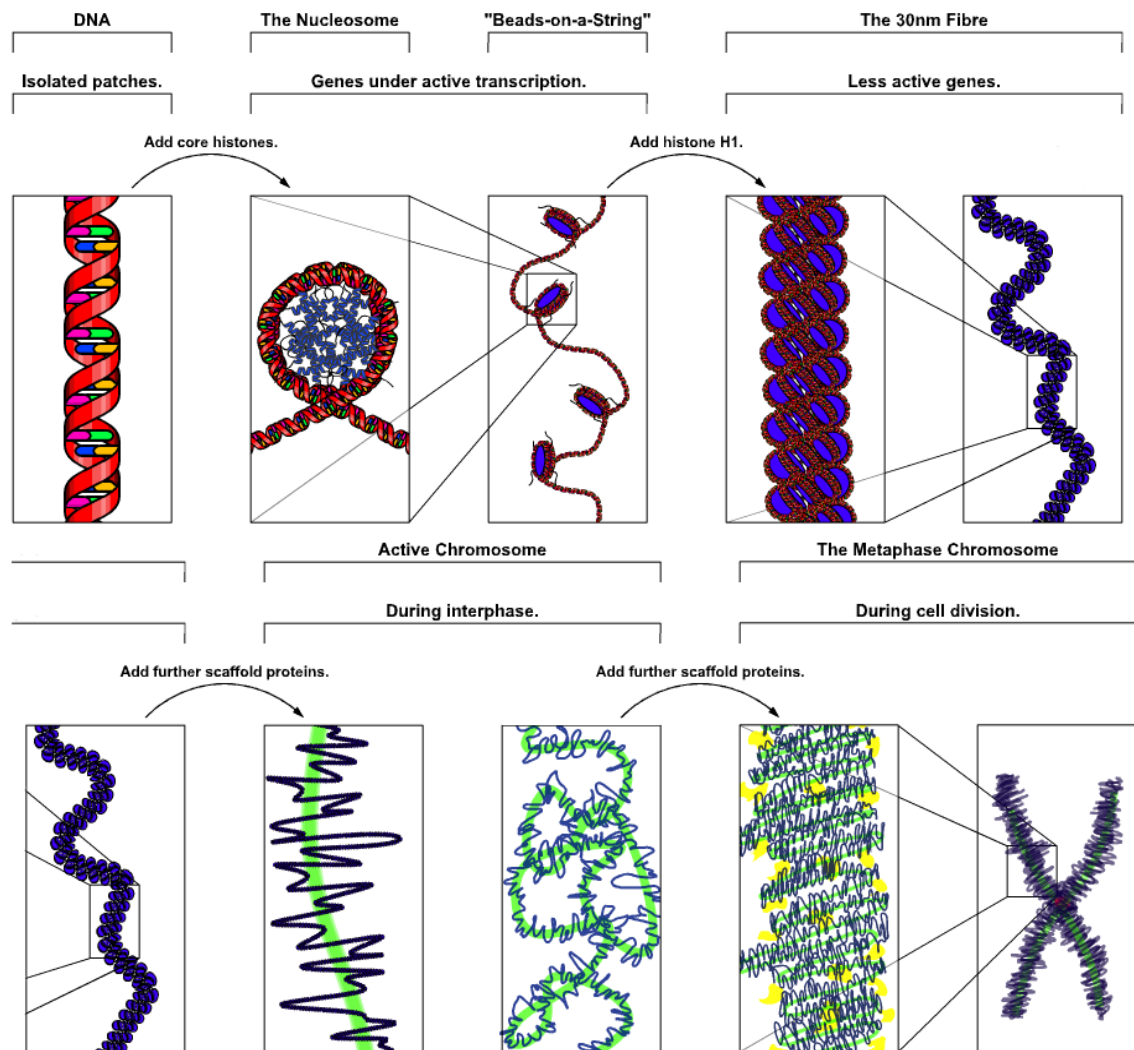 DNA
The Nucleosome
"Beads-on-a-String"
The 30nm Fibre
Isolated patches.
Genes under active transcription.
Less active genes.
Add core histones.
Add histone H1.
Active Chromosome
The Metaphase Chromosome
During interphase.
During cell division.
Add further scaffold proteins.
Add further scaffold proteins.